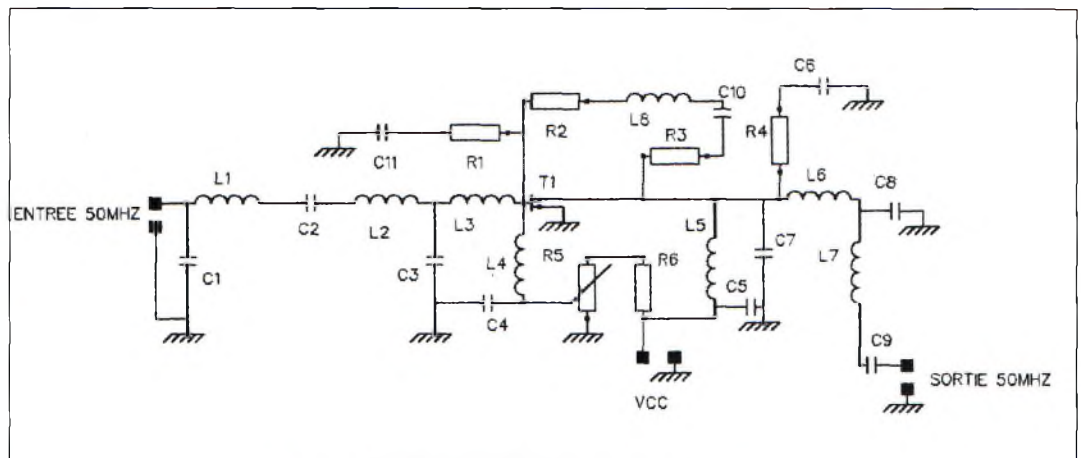 C6
C10
R2
L8
R3
R4
C11
R1
L6
C8
L1
T1
ENTREE 50MHZ
C2
L2
L3
L5
C7
L7
R5
R6
C1
C3
L4
C5
C4
C9
VCC
SORTIE 50MHZ